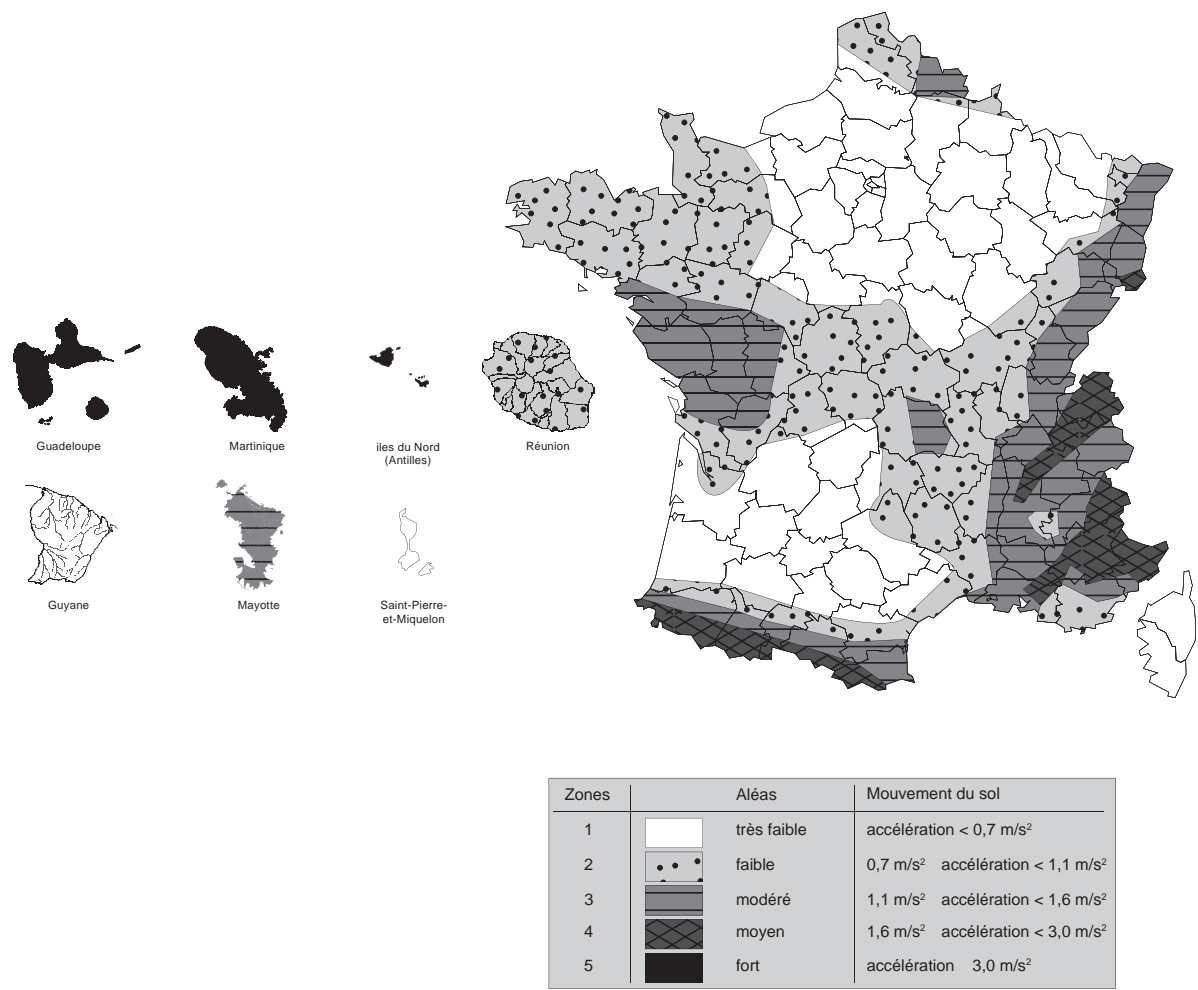 Guadeloupe
Martinique
iles du Nord
(Antilles)
Réunion
Guyane
Mayotte
Saint-Pierre-
et-Miquelon
Zones Aléas Mouvement du sol
1 très faible accélération < 0,7 m/s²
2 faible 0,7 m/s² accélération < 1,1 m/s²
3 modéré 1,1 m/s² accélération < 1,6 m/s²
4 moyen 1,6 m/s² accélération < 3,0 m/s²
5 fort accélération 3,0 m/s²